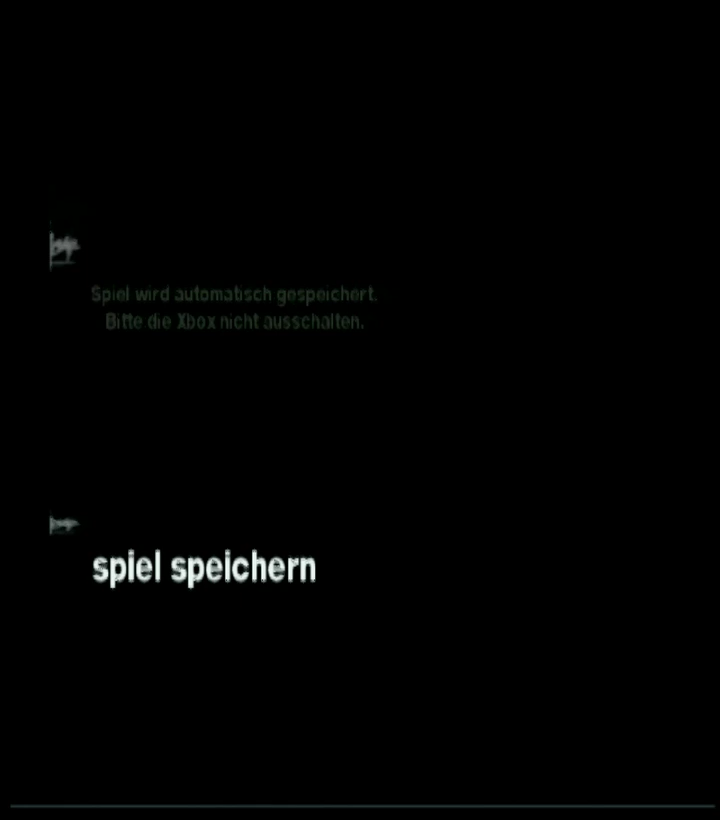 Spiel wird automatisch gespeichert.
Bitte die Xbox nicht ausschalten.
spiel speichern